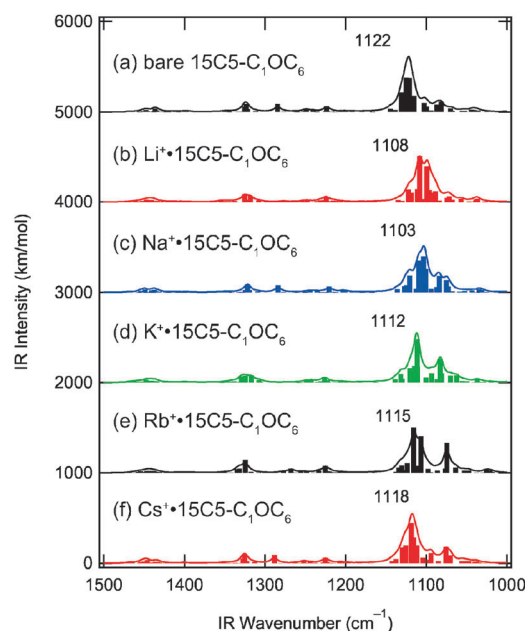 1122
(a) bare 15C5-C₁OC₆
1108
(b) Li⁺•15C5-C₁OC₆
1103
(c) Na⁺•15C5-C₁OC₆
1112
(d) K⁺•15C5-C₁OC₆
1115
(e) Rb⁺•15C5-C₁OC₆
1118
(f) Cs⁺•15C5-C₁OC₆
6000
5000
4000
3000
2000
1000
0
IR Intensity (km/mol)
1500 1400 1300 1200 1100 1000
IR Wavenumber (cm⁻¹)